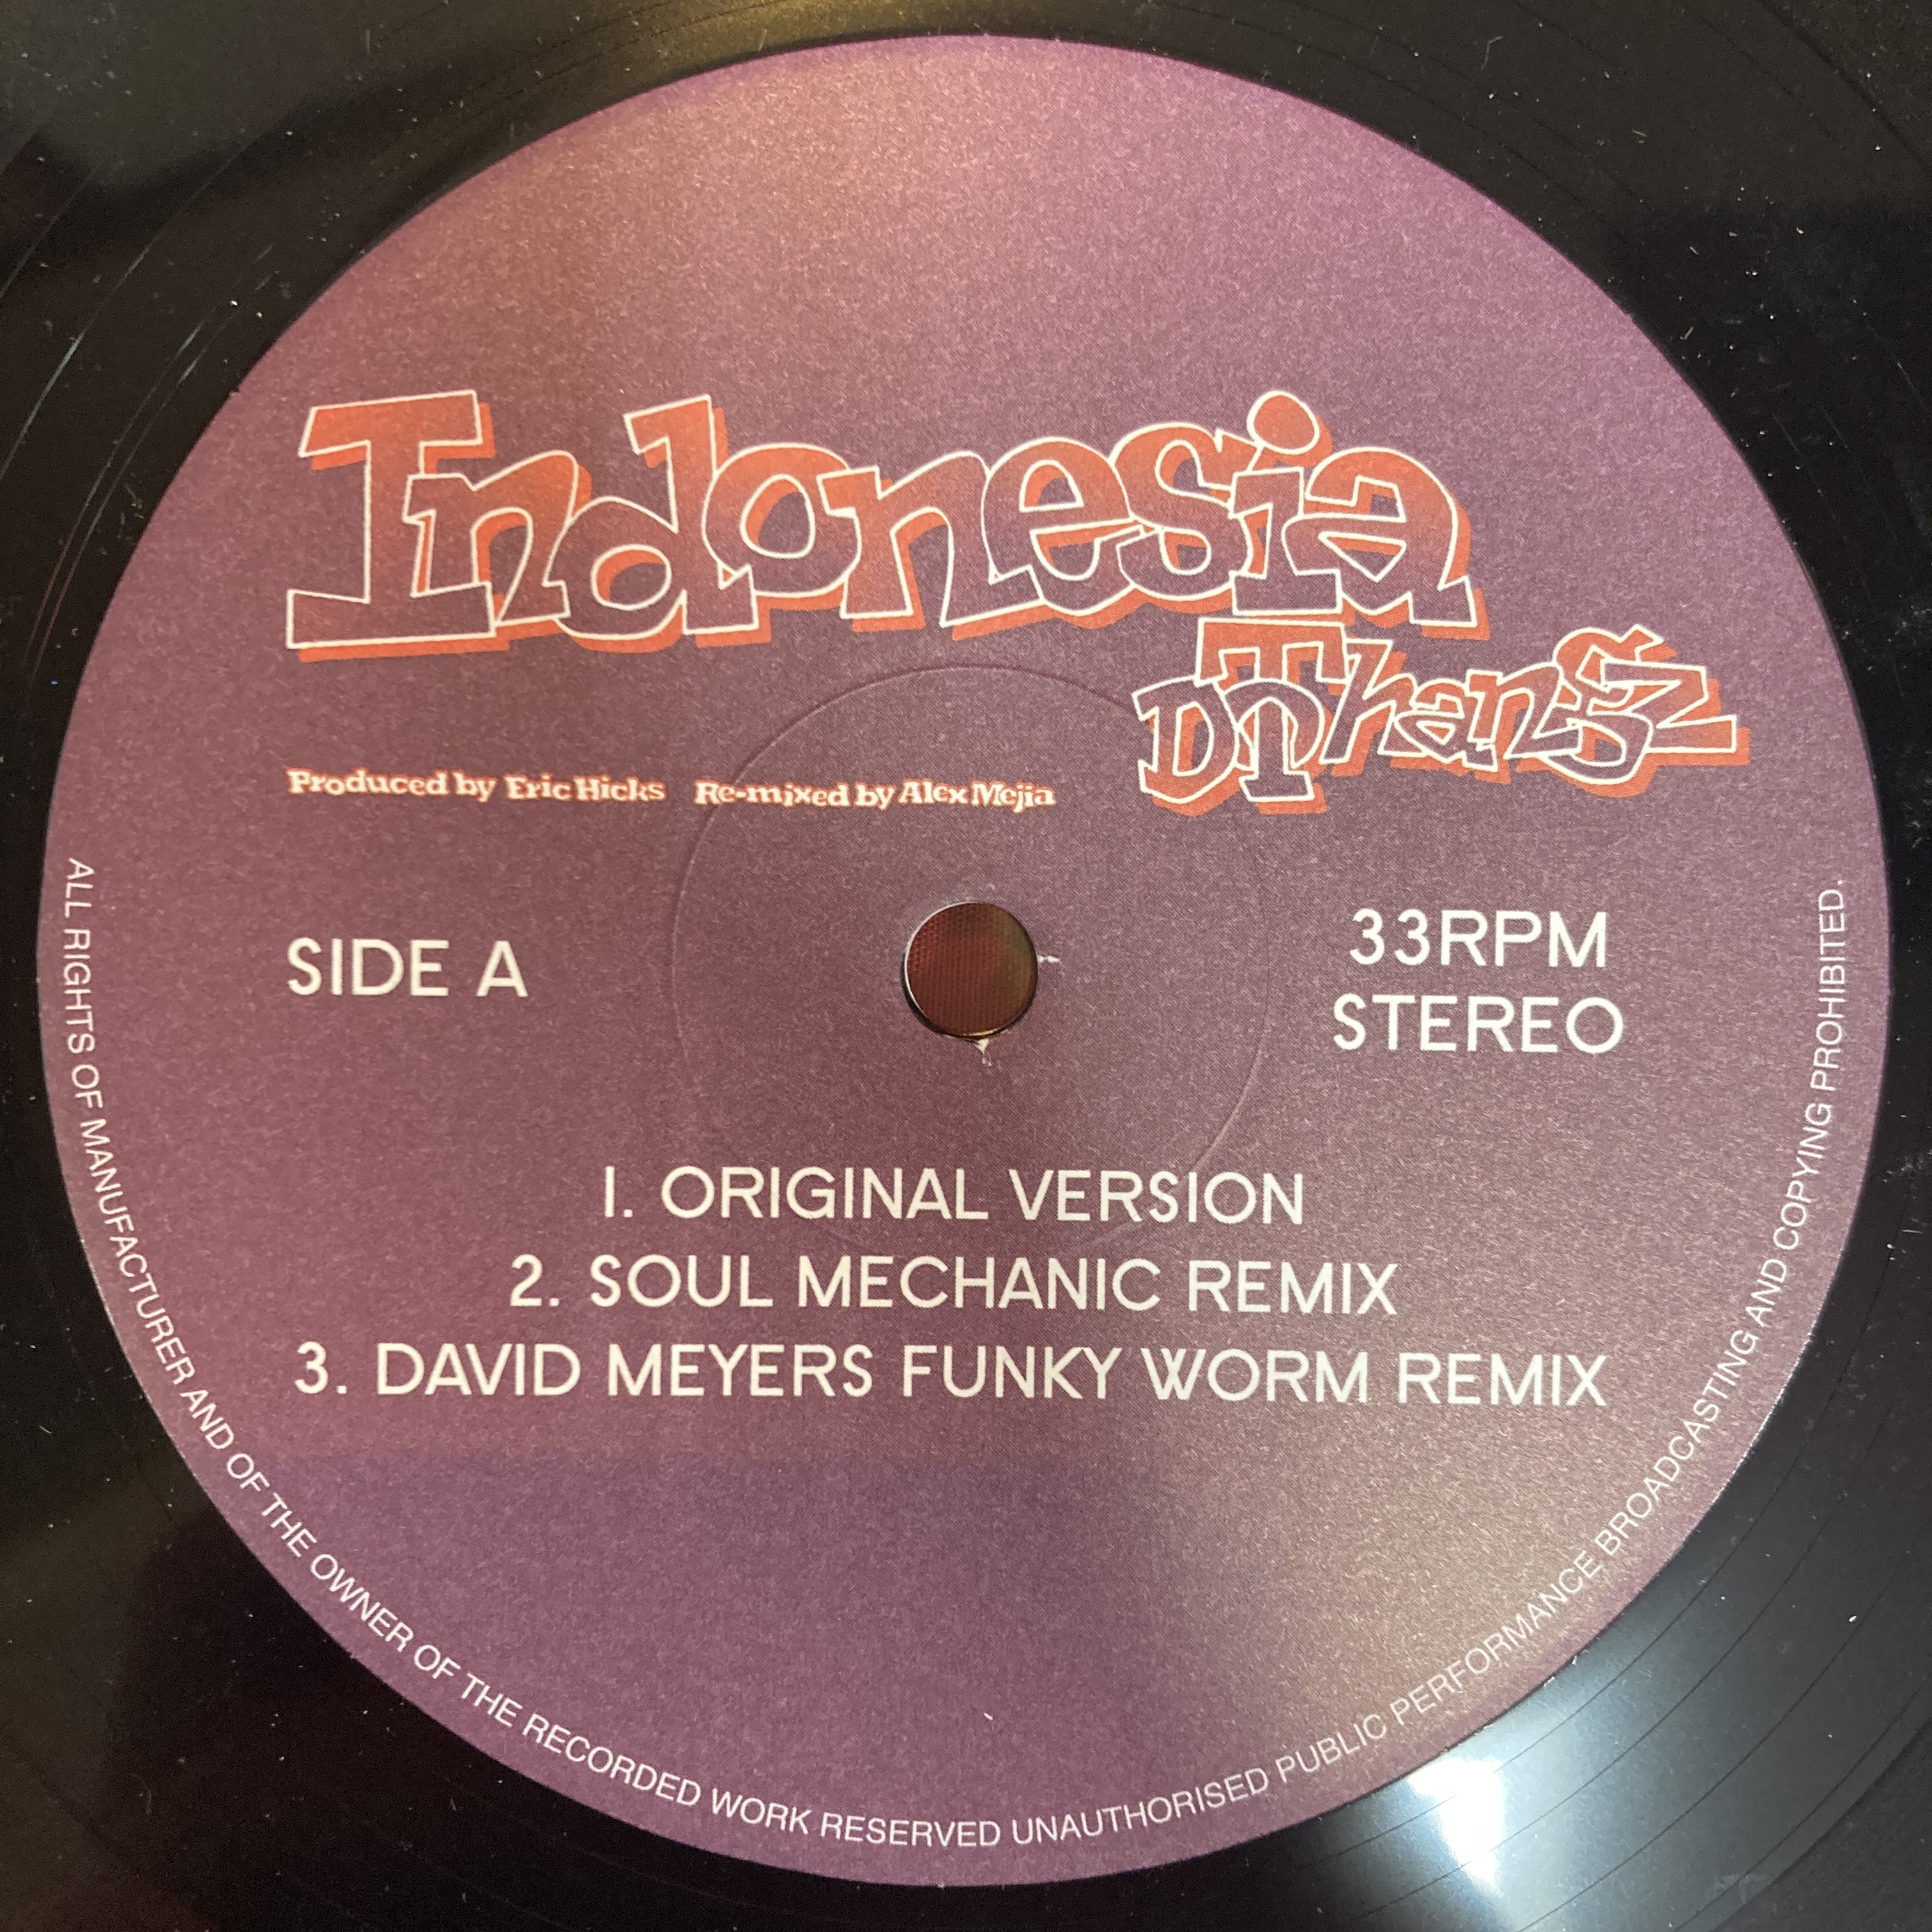 Indonesia
Do Thangz
Produced by Eric Hicks Re-mixed by Alex Mejia
SIDE A
33RPM
STEREO
1. ORIGINAL VERSION
2. SOUL MECHANIC REMIX
3. DAVID MEYERS FUNKY WORM REMIX
ALL RIGHTS OF MANUFACTURER AND OF THE OWNER OF THE RECORDED WORK RESERVED UNAUTHORISED PUBLIC PERFORMANCE BROADCASTING AND COPYING PROHIBITED.